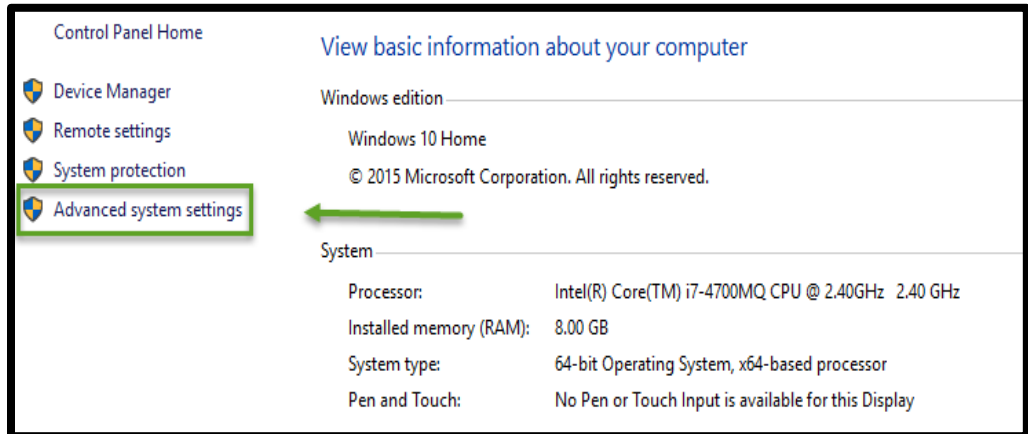 Control Panel Home
Device Manager
Remote settings
System protection
Advanced system settings
View basic information about your computer
Windows edition
Windows 10 Home
© 2015 Microsoft Corporation. All rights reserved.
System
Processor: Intel(R) Core(TM) i7-4700MQ CPU @ 2.40GHz 2.40 GHz
Installed memory (RAM): 8.00 GB
System type: 64-bit Operating System, x64-based processor
Pen and Touch: No Pen or Touch Input is available for this Display